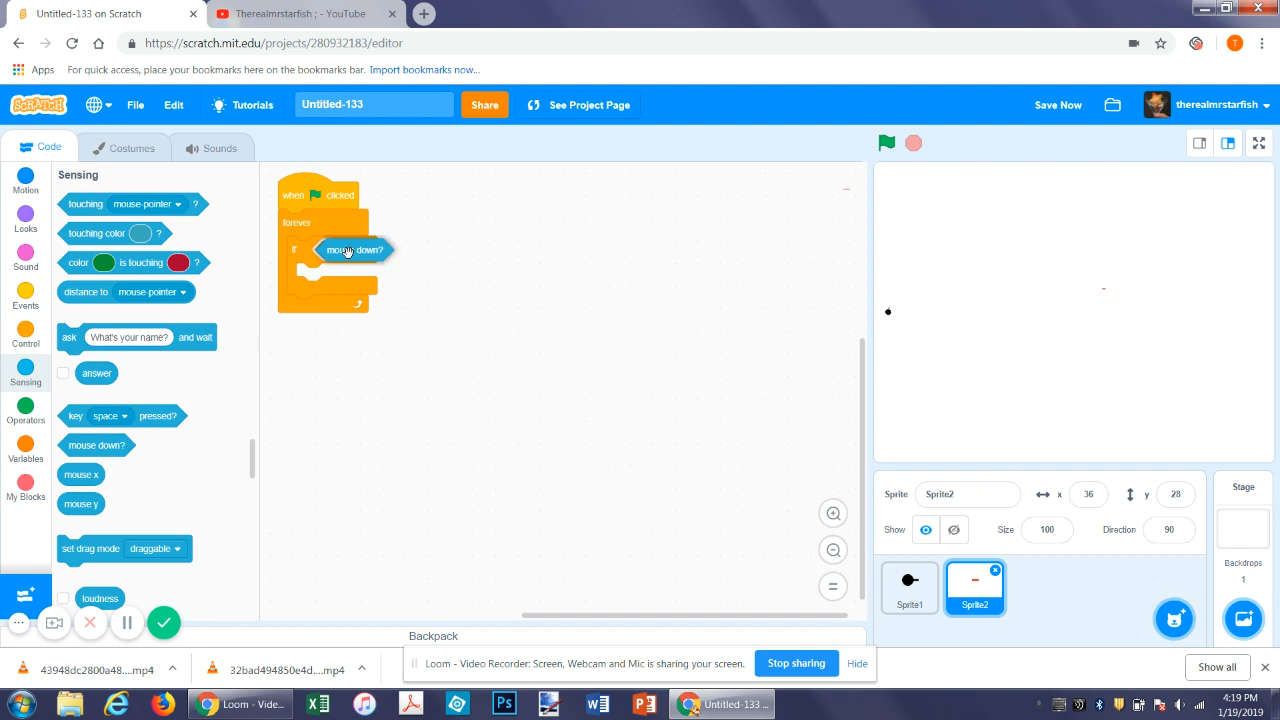 Untitled-133 on Scratch
Therealmrstarfish ; - YouTube
https://scratch.mit.edu/projects/280932183/editor
T
Apps
For quick access, place your bookmarks here on the bookmarks bar. Import bookmarks now...
SCRATCH
File
Edit
Tutorials
Untitled-133
Share
See Project Page
Save Now
therealmrstarfish
Code
Costumes
Sounds
Motion
Looks
Sound
Events
Control
Sensing
Operators
Variables
My Blocks
Sensing
touching mouse-pointer ?
touching color ?
color is touching ?
distance to mouse-pointer
ask What's your name? and wait
answer
key space pressed?
mouse down?
mouse x
mouse y
set drag mode draggable
loudness
when clicked
forever
if mouse down?
Sprite
Sprite2
x
36
y
28
Show
Size
100
Direction
90
Sprite1
Sprite2
Stage
Backdrops
1
Backpack
43948dc2800a48....mp4
32bad494850e4d....mp4
Loom - Video Recorder: Screen, Webcam and Mic is sharing your screen.
Stop sharing
Hide
Show all
Loom - Vide...
Ps
Untitled-133 ...
4:19 PM
1/19/2019